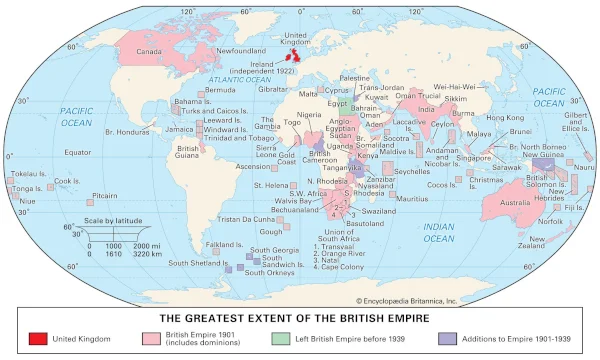 120°
60°
0°
60°
120°
60°
60°
Canada
Newfoundland
United
Kingdom
Ireland
(independent 1922)
ATLANTIC OCEAN
Bermuda
Gibraltar
Malta
Cyprus
Palestine
Trans-Jordan
Kuwait
Bahrain
Oman
Trucial
Oman
Egypt
Wei-Hai-Wei
Sikkim
India
Burma
Hong Kong
PACIFIC
OCEAN
PACIFIC
OCEAN
30°
30°
Bahama Is.
Turks and Caicos Is.
Leeward Is.
Windward Is.
Trinidad and Tobago
Jamaica
Br. Honduras
British
Guiana
The
Gambia
Sierra
Leone
Gold
Coast
Togo
Nigeria
British
Cameroon
Anglo-
Egyptian
Sudan
Aden
Br.
Somaliland
Socotra
Uganda
Kenya
Tanganyika
Zanzibar
Nyasaland
N. Rhodesia
S. Rhodesia
Laccadive
Is.
Maldive Is.
Ceylon
Andaman
and
Nicobar Is.
Malaya
Singapore
Brunei
Br. North Borneo
Sarawak
New Guinea
Gilbert
and
Ellice Is.
Nauru
British
Solomon Is.
New
Hebrides
Fiji Is.
Norfolk
New
Zealand
Australia
Christmas
Is.
Cocos Is.
Seychelles
Mauritius
Equator
0°
Tokelau Is.
Tonga Is.
Cook Is.
Niue
Pitcairn
30°
30°
Ascension
St. Helena
S.W. Africa
Walvis Bay
Bechuanaland
Swaziland
Basutoland
Tristan Da Cunha
Gough
Union of
South Africa
1. Transvaal
2. Orange River
3. Natal
4. Cape Colony
1
2
3
4
INDIAN
OCEAN
Scale by latitude
0 1000 2000 mi
0 1610 3220 km
Falkland Is.
South Georgia
South
Sandwich Is.
South Orkneys
South Shetland Is.
60°
60°
© Encyclopædia Britannica, Inc.
THE GREATEST EXTENT OF THE BRITISH EMPIRE
United Kingdom
British Empire 1901
(includes dominions)
Left British Empire before 1939
Additions to Empire 1901-1939